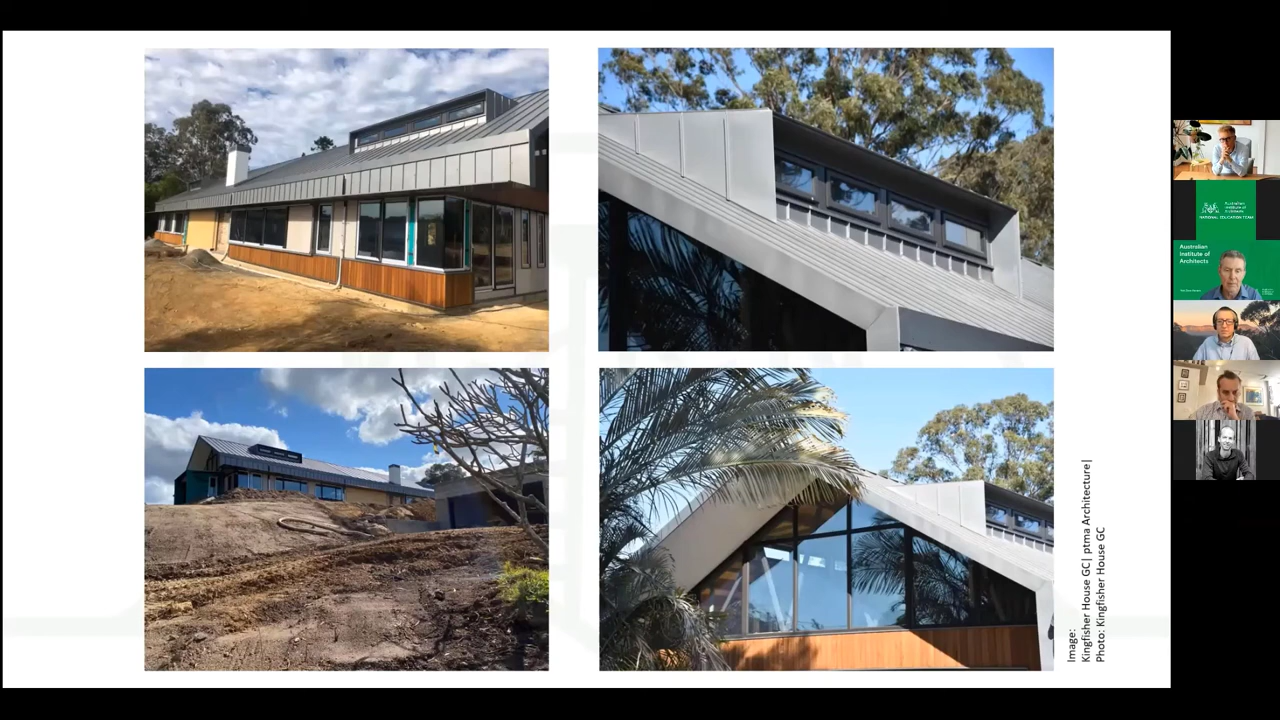 Image:
Kingfisher House GC| ptma Architecture|
Photo: Kingfisher House GC
Australian
Institute of
Architects
NATIONAL EDUCATION TEAM
Australian
Institute of
Architects